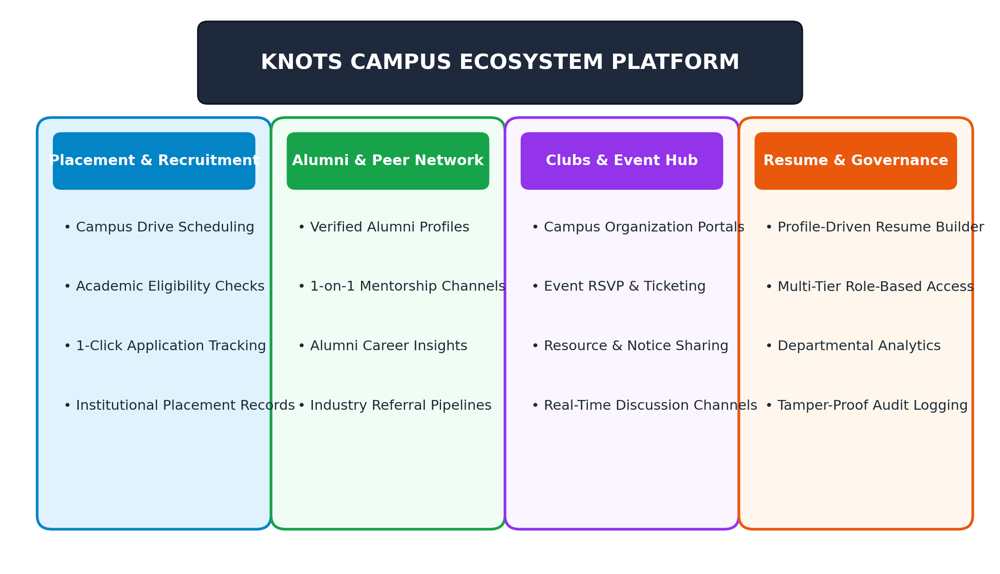 KNOTS CAMPUS ECOSYSTEM PLATFORM
Placement & Recruitment
• Campus Drive Scheduling
• Academic Eligibility Checks
• 1-Click Application Tracking
• Institutional Placement Records
Alumni & Peer Network
• Verified Alumni Profiles
• 1-on-1 Mentorship Channels
• Alumni Career Insights
• Industry Referral Pipelines
Clubs & Event Hub
• Campus Organization Portals
• Event RSVP & Ticketing
• Resource & Notice Sharing
• Real-Time Discussion Channels
Resume & Governance
• Profile-Driven Resume Builder
• Multi-Tier Role-Based Access
• Departmental Analytics
• Tamper-Proof Audit Logging